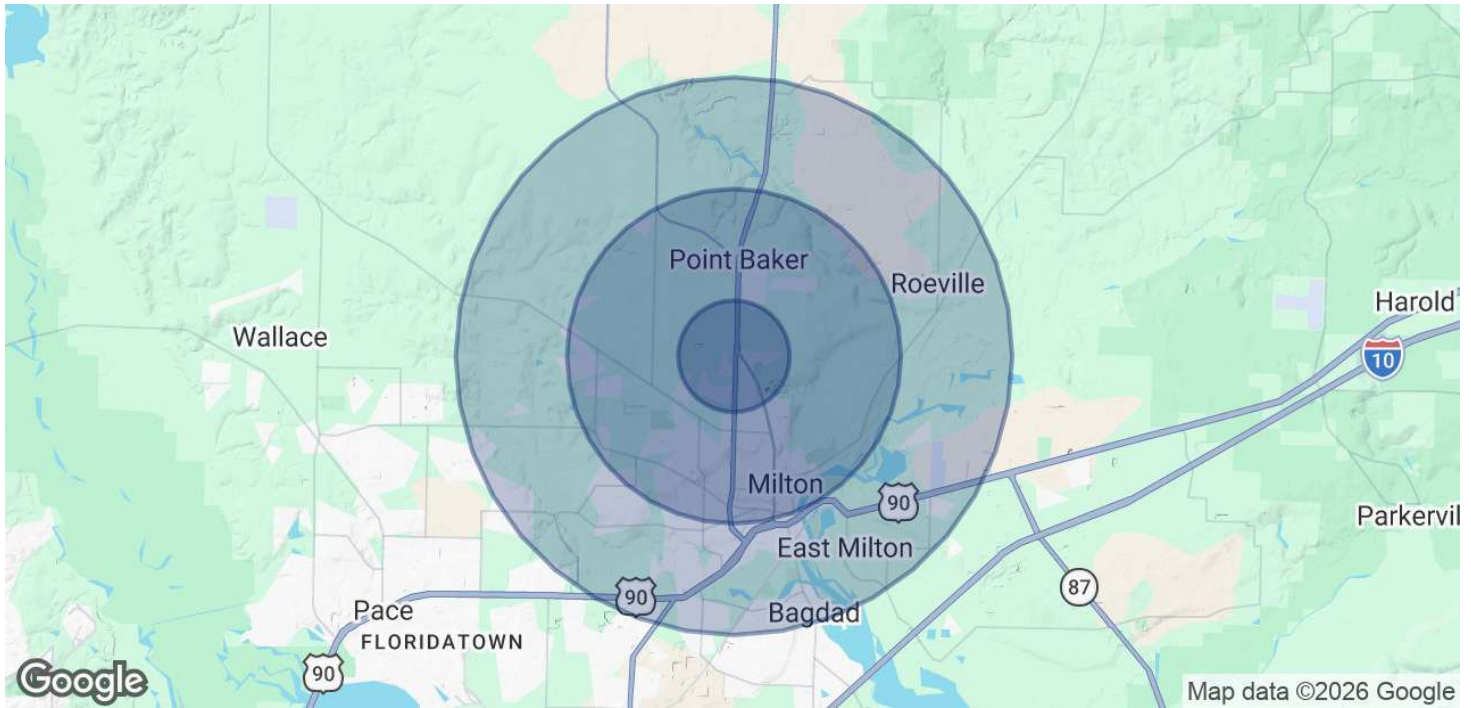 Point Baker
Roeville
Harold
Wallace
10
Milton
90
Parkervil
East Milton
87
90
Pace
Bagdad
FLORIDATOWN
90
Google
Map data ©2026 Google